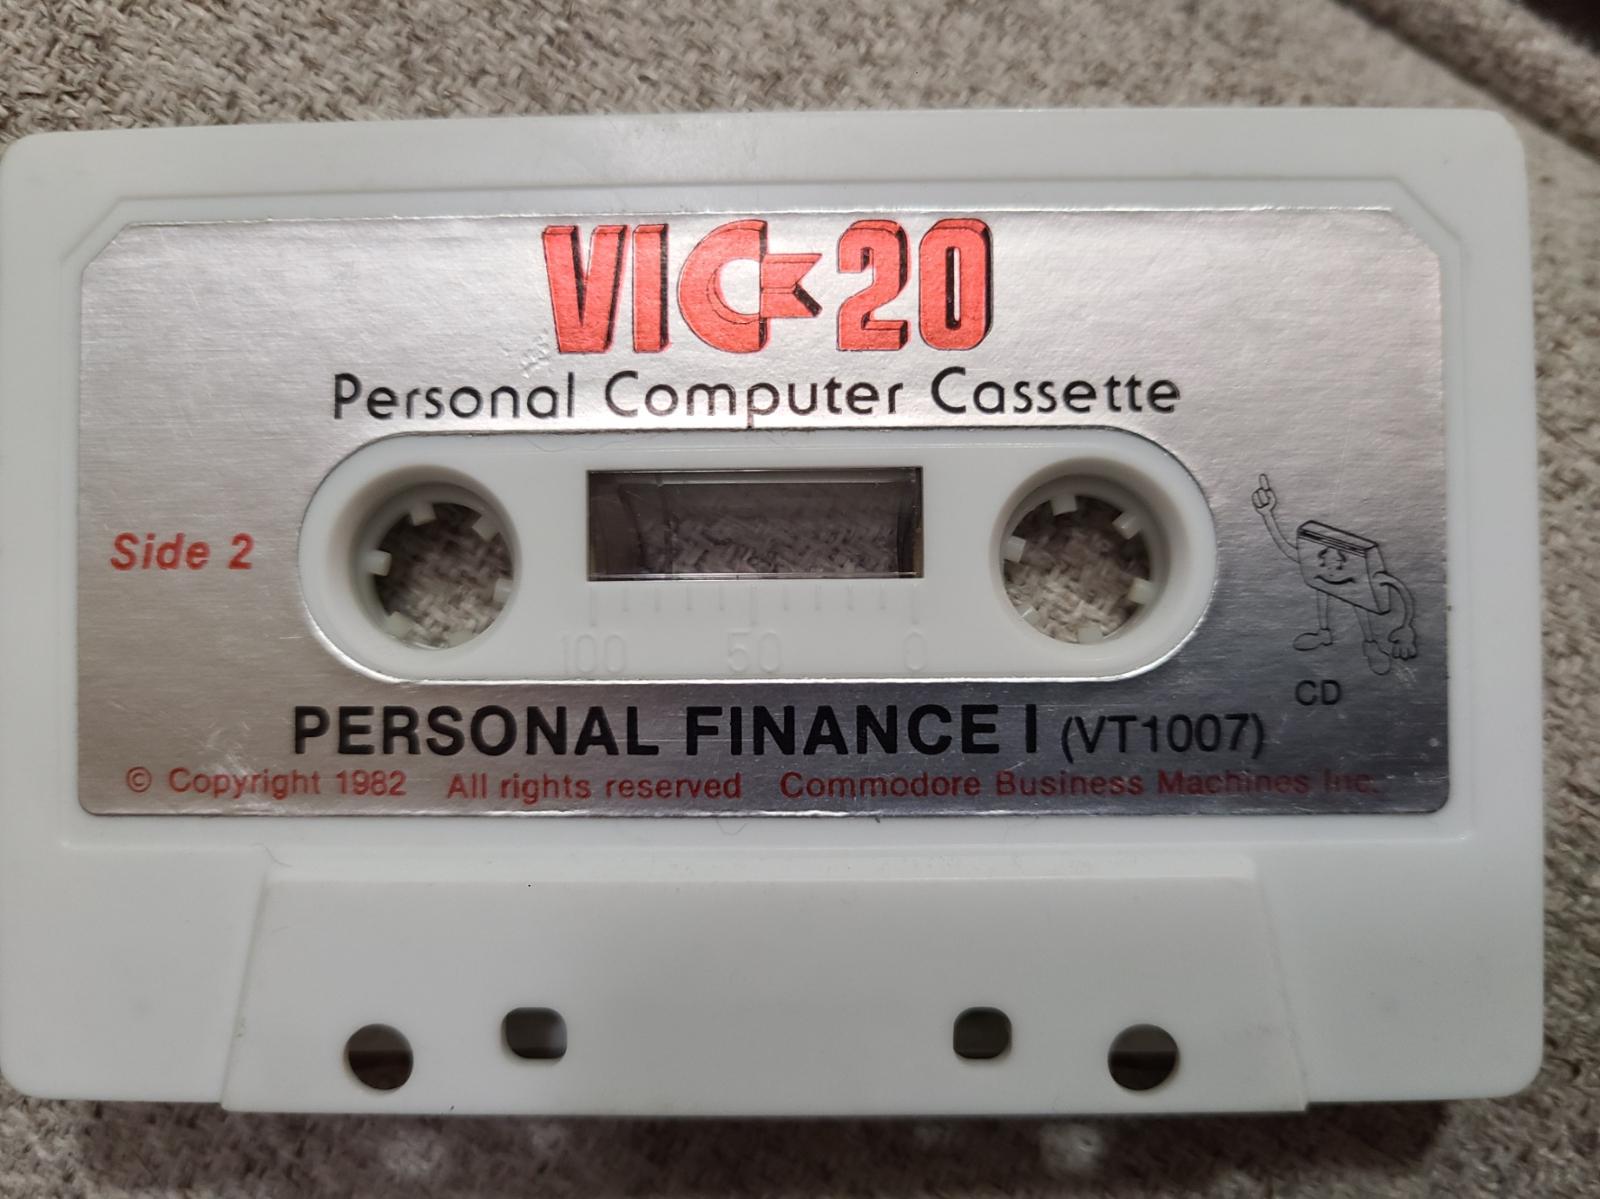 VIC-20
Personal Computer Cassette
Side 2
100 50 0
CD
PERSONAL FINANCE I (VT1007)
© Copyright 1982 All rights reserved Commodore Business Machines Inc.